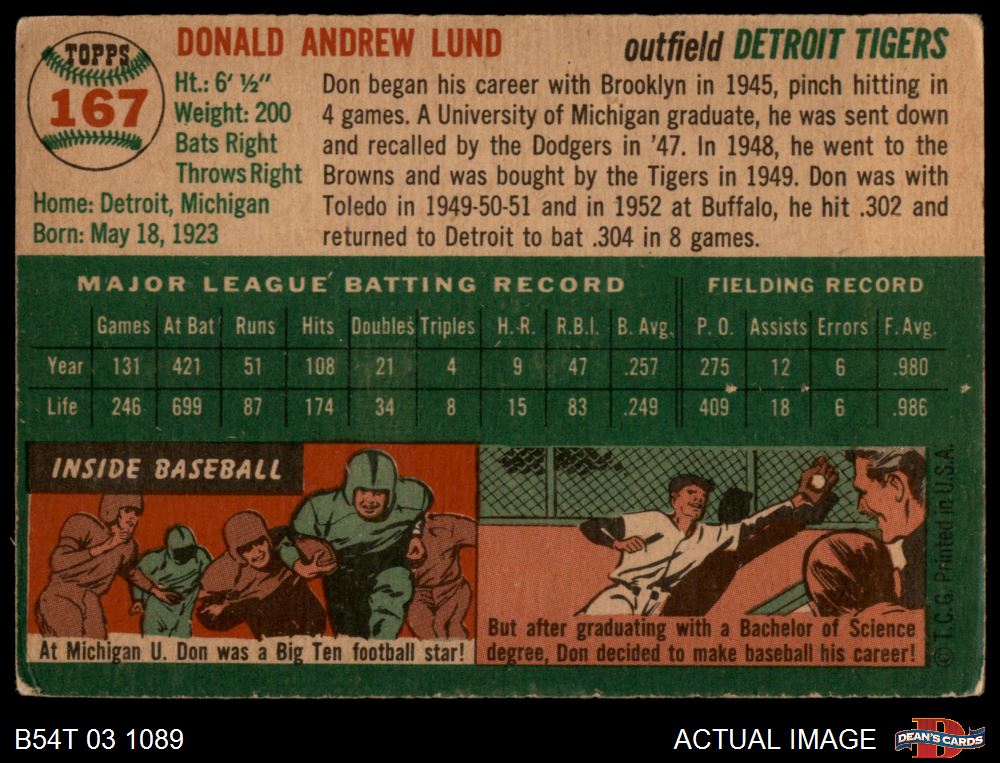 TOPPS
167
DONALD ANDREW LUND
outfield DETROIT TIGERS
Ht.: 6' ½"
Weight: 200
Bats Right
Throws Right
Home: Detroit, Michigan
Born: May 18, 1923
Don began his career with Brooklyn in 1945, pinch hitting in
4 games. A University of Michigan graduate, he was sent down
and recalled by the Dodgers in '47. In 1948, he went to the
Browns and was bought by the Tigers in 1949. Don was with
Toledo in 1949-50-51 and in 1952 at Buffalo, he hit .302 and
returned to Detroit to bat .304 in 8 games.
MAJOR LEAGUE BATTING RECORD FIELDING RECORD
Games At Bat Runs Hits Doubles Triples H.R. R.B.I. B. Avg. P.O. Assists Errors F. Avg.
Year 131 421 51 108 21 4 9 47 .257 275 12 6 .980
Life 246 699 87 174 34 8 15 83 .249 409 18 6 .986
INSIDE BASEBALL
At Michigan U. Don was a Big Ten football star!
But after graduating with a Bachelor of Science
degree, Don decided to make baseball his career!
© T.C.G. Printed in U.S.A.
B54T 03 1089
ACTUAL IMAGE
DEAN'S CARDS